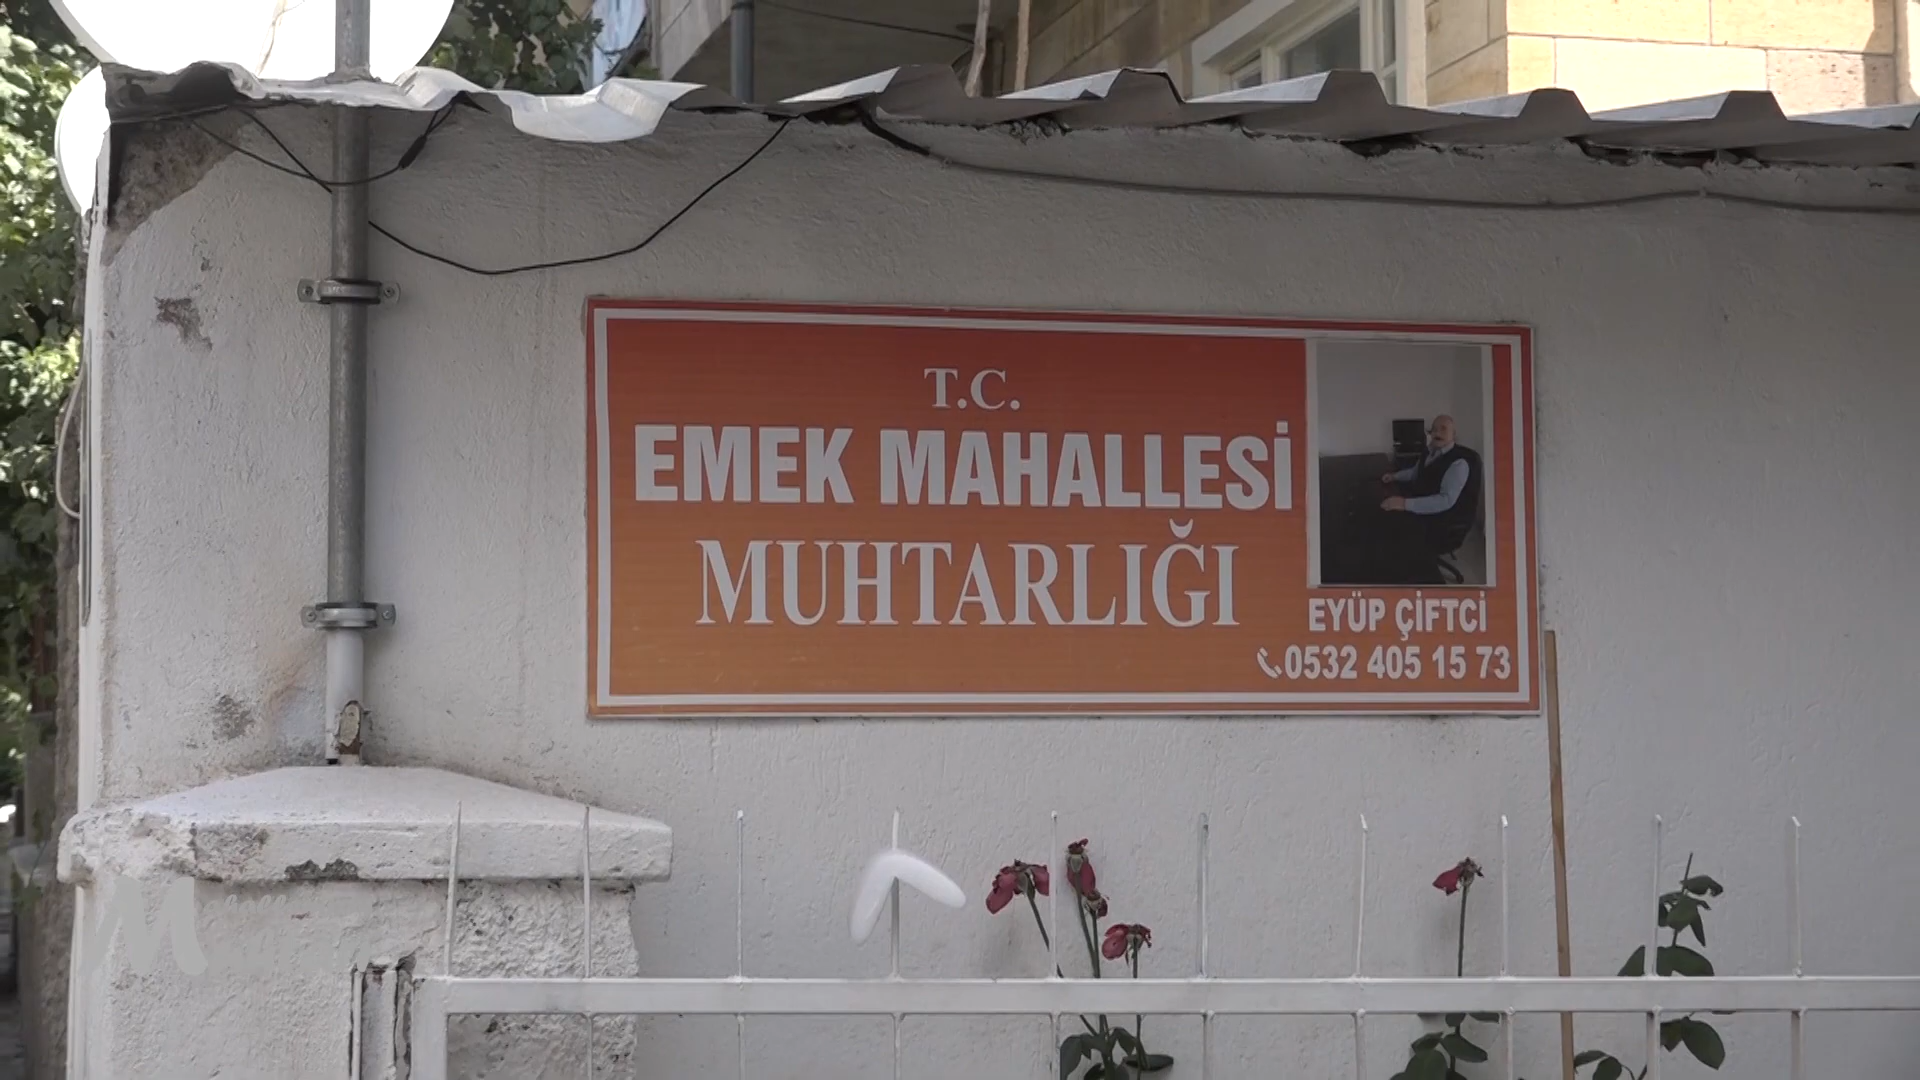 T.C.
EMEK MAHALLESİ
MUHTARLIĞI
EYÜP ÇİFTCİ
0532 405 15 73